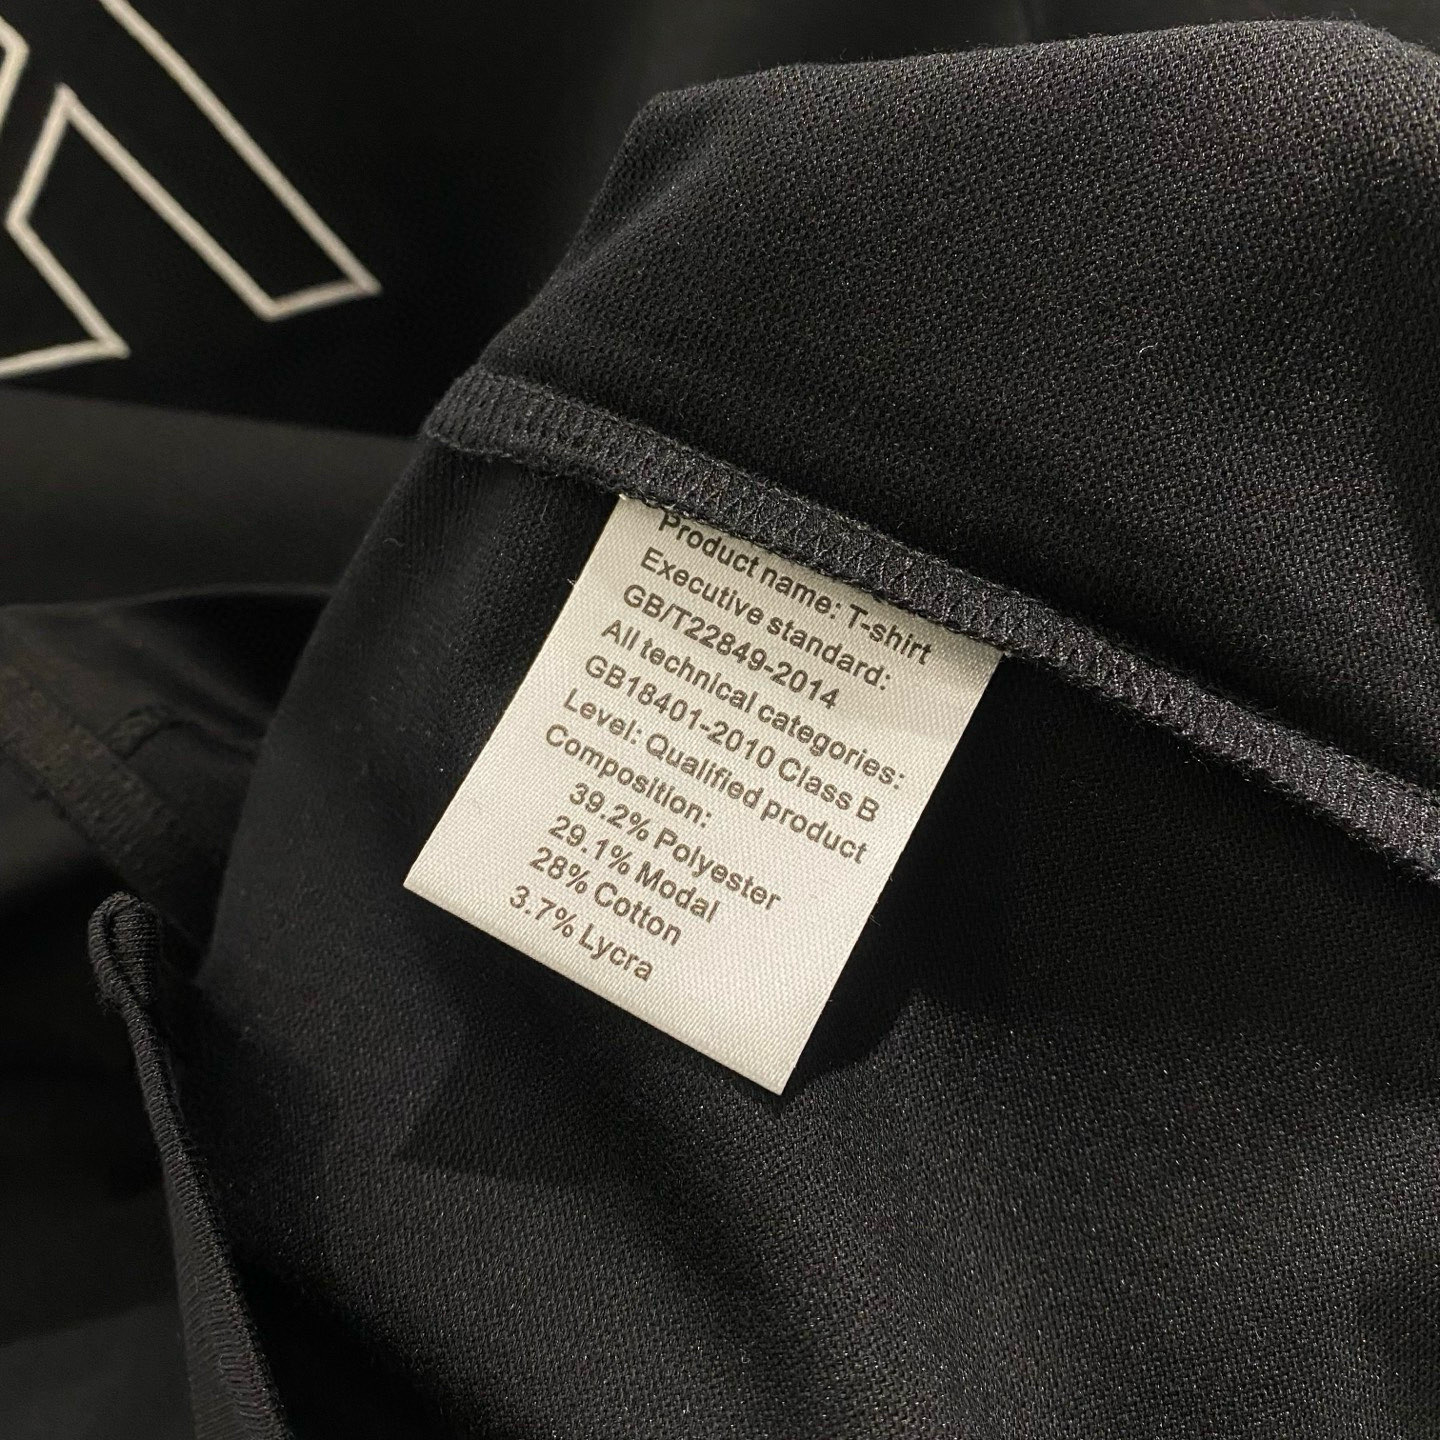 Product name: T-shirt
Executive standard:
GB/T22849-2014
All technical categories:
GB18401-2010 Class B
Level: Qualified product
Composition:
39.2% Polyester
29.1% Modal
28% Cotton
3.7% Lycra